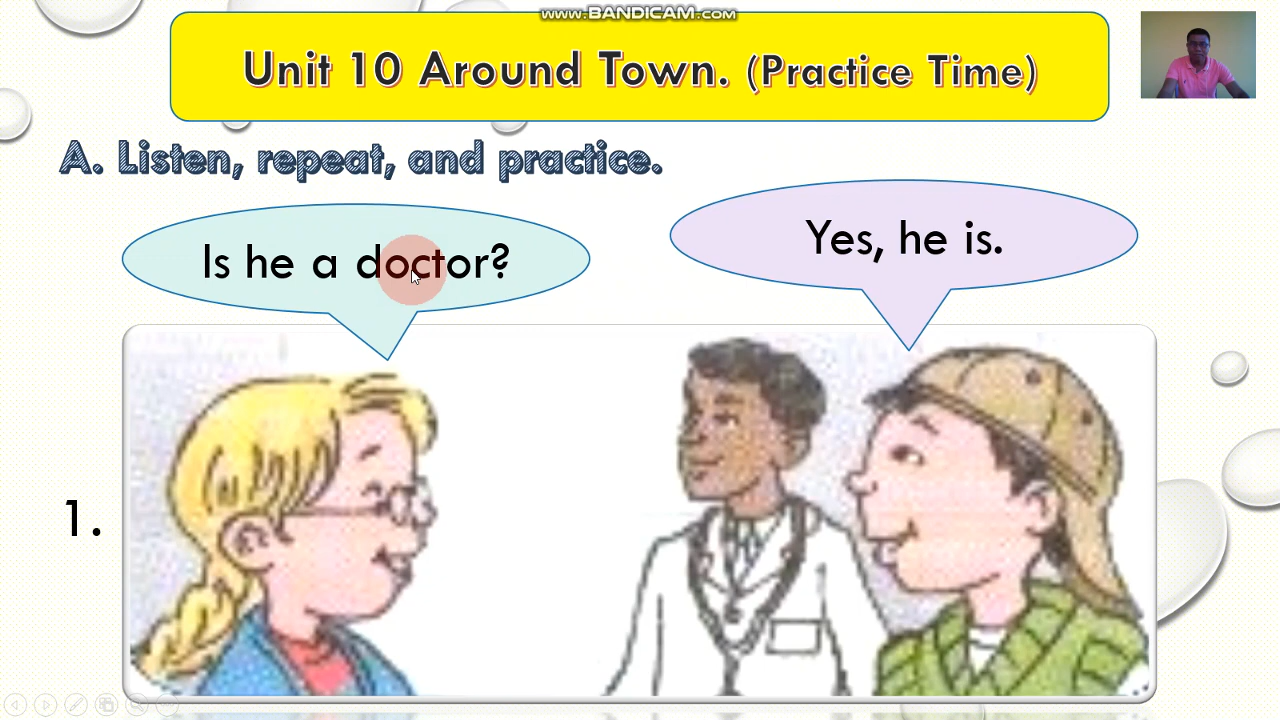 www.BANDICAM.com
Unit 10 Around Town. (Practice Time)
A. Listen, repeat, and practice.
Is he a doctor?
Yes, he is.
1.